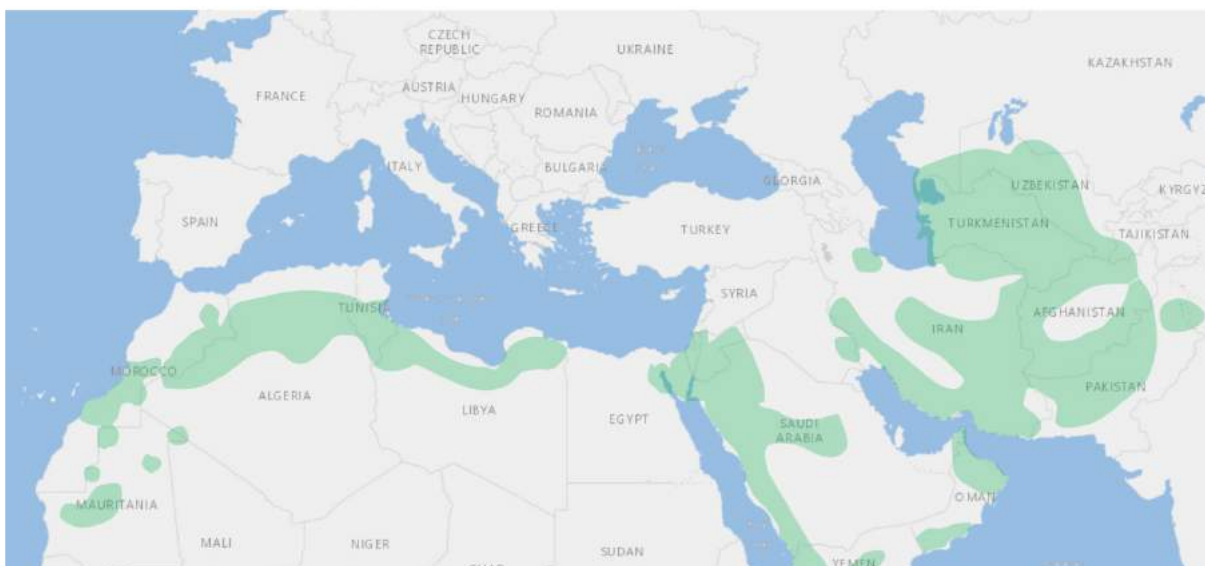 CZECH
REPUBLIC
UKRAINE
KAZAKHSTAN
FRANCE
AUSTRIA
HUNGARY
ROMANIA
ITALY
BULGARIA
GEORGIA
UZBEKISTAN
KYRGYZ
SPAIN
GREECE
TURKEY
TURKMENISTAN
TAJIKISTAN
SYRIA
TUNISIA
AFGHANISTAN
IRAN
MOROCCO
ALGERIA
LIBYA
EGYPT
SAUDI
ARABIA
PAKISTAN
MAURITANIA
OMAN
MALI
NIGER
SUDAN
YEMEN